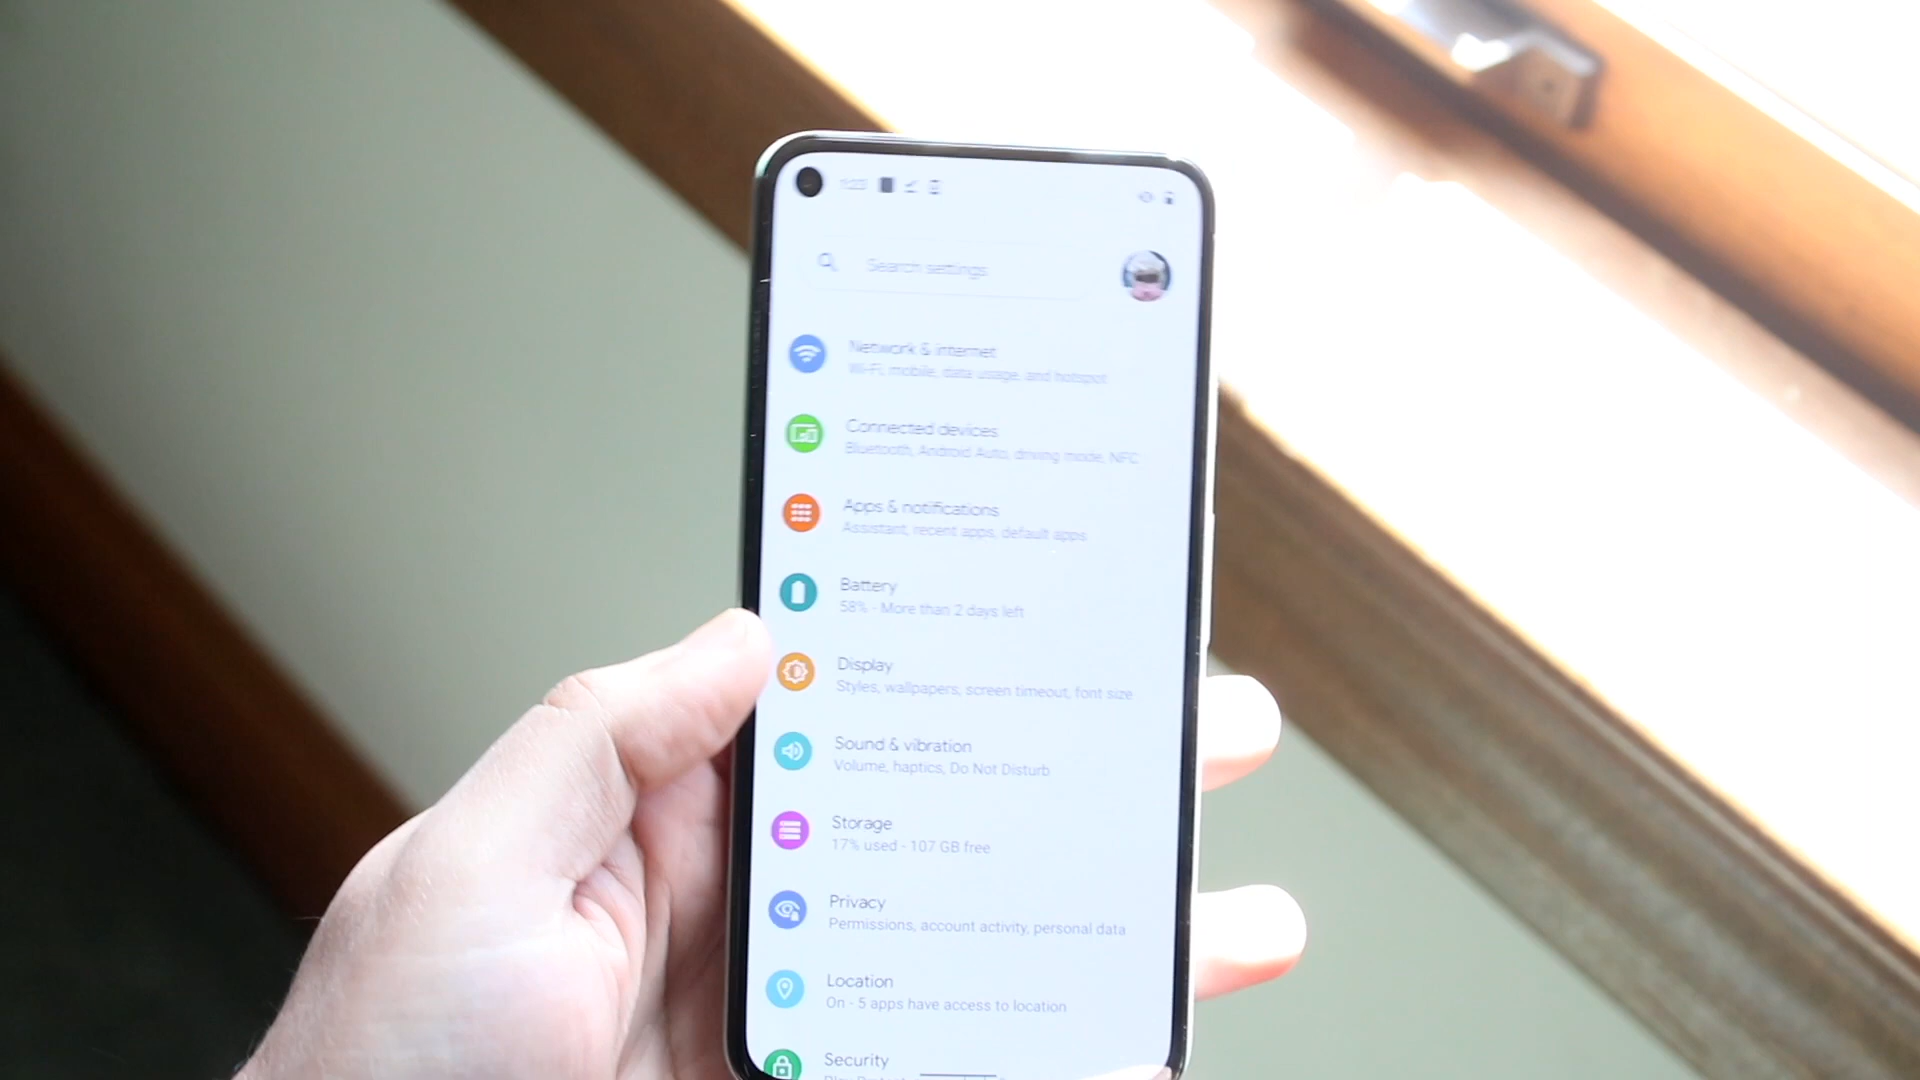 1:23
Search settings
Network & internet
Wi-Fi, mobile, data usage, and hotspot
Connected devices
Bluetooth, Android Auto, driving mode, NFC
Apps & notifications
Assistant, recent apps, default apps
Battery
58% - More than 2 days left
Display
Styles, wallpapers, screen timeout, font size
Sound & vibration
Volume, haptics, Do Not Disturb
Storage
17% used - 107 GB free
Privacy
Permissions, account activity, personal data
Location
On - 5 apps have access to location
Security